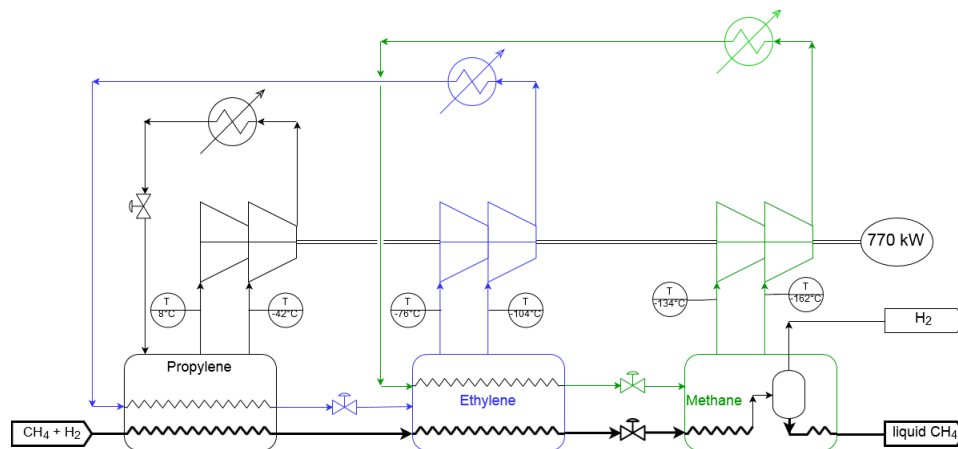 770 kW
T
8°C
T
-42°C
T
-76°C
T
-104°C
T
-134°C
T
-162°C
H2
Propylene
Ethylene
Methane
CH4 + H2
liquid CH4